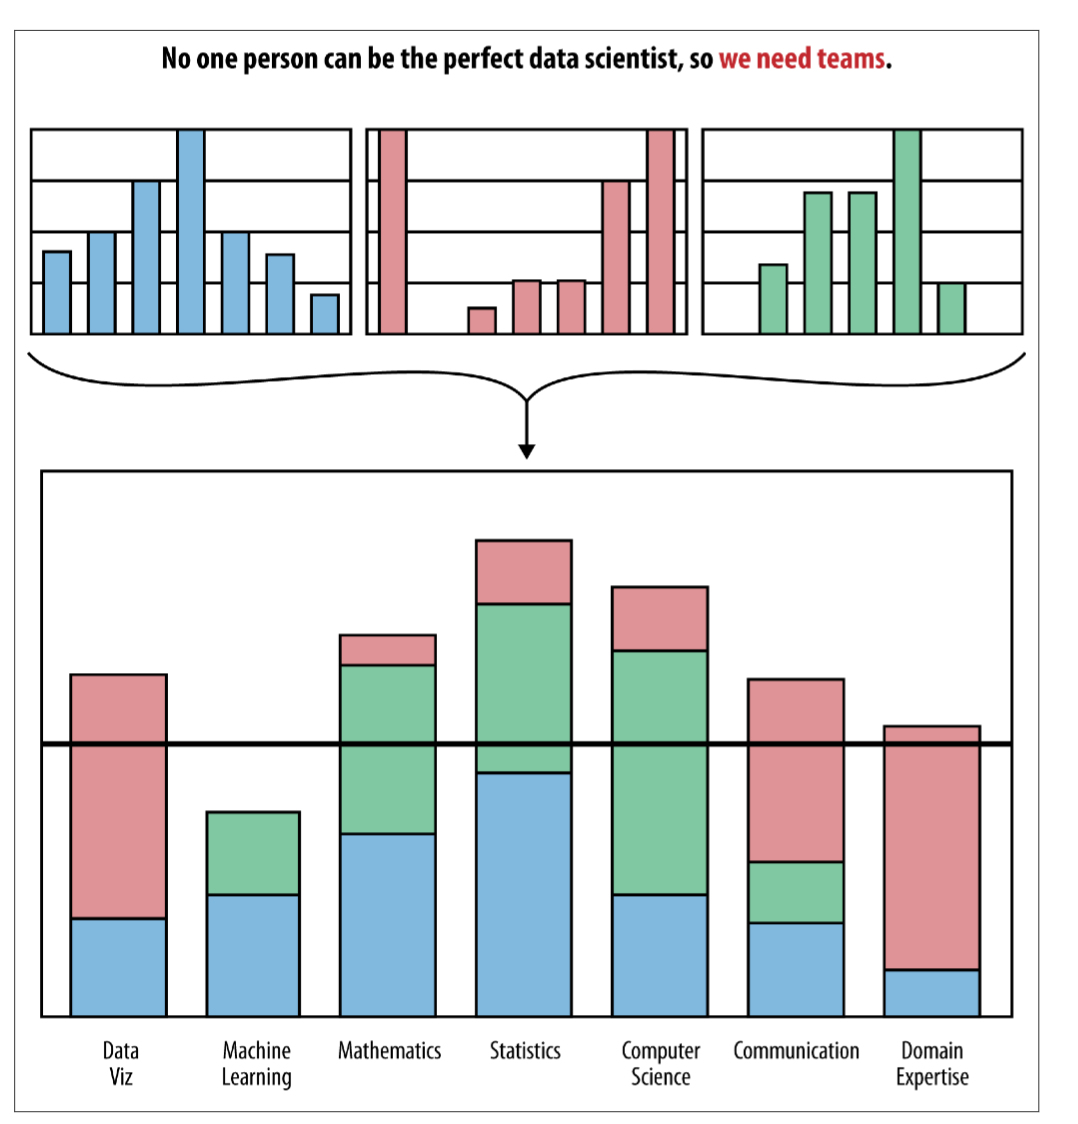 No one person can be the perfect data scientist, so we need teams.
Data
Viz
Machine
Learning
Mathematics
Statistics
Computer
Science
Communication
Domain
Expertise